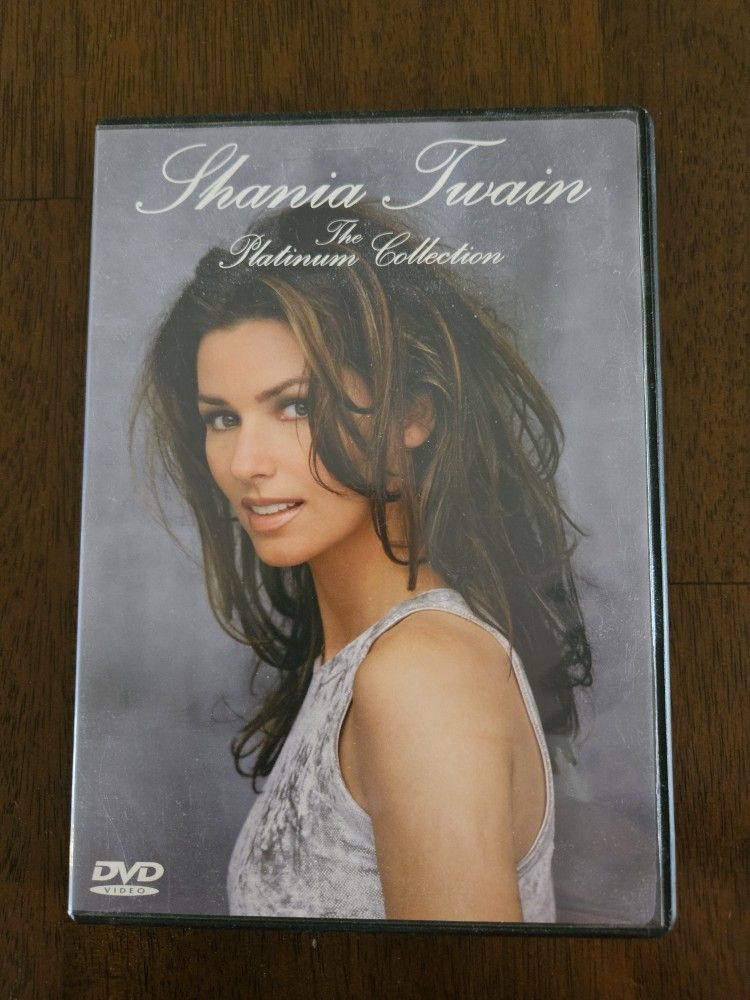 Shania Twain
The
Platinum Collection
DVD
VIDEO